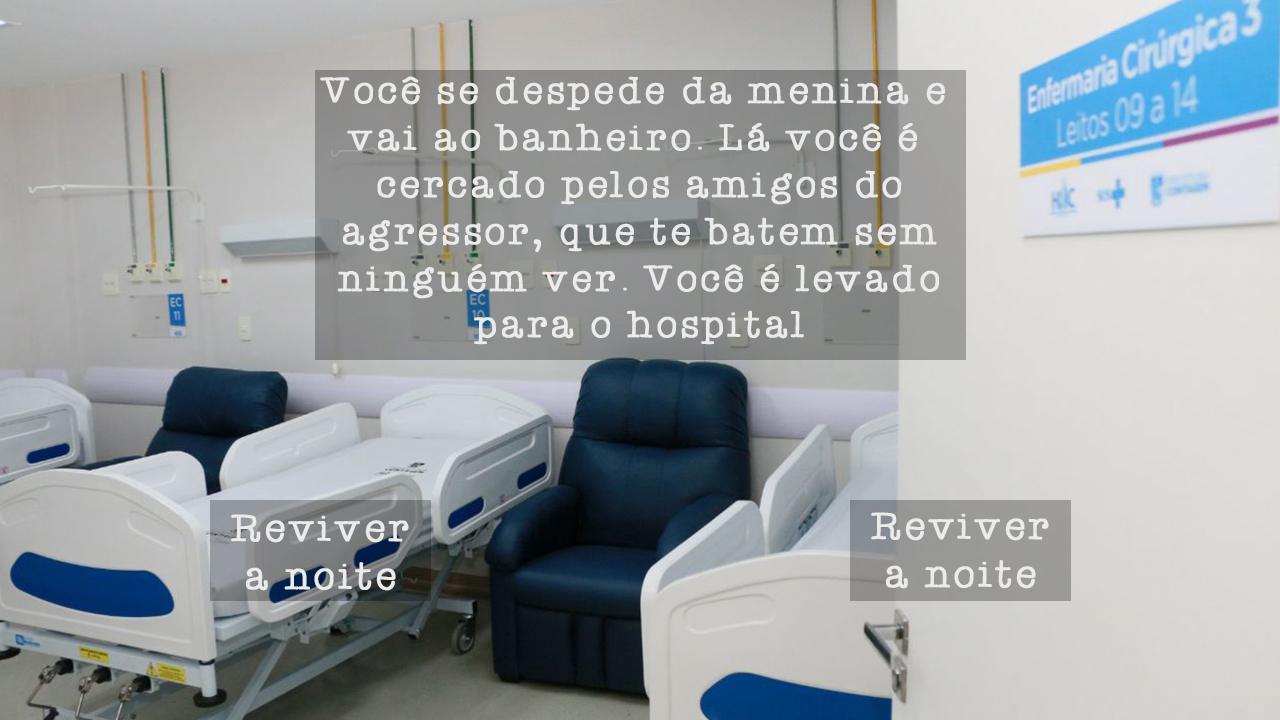 Você se despede da menina e
vai ao banheiro. Lá você é
cercado pelos amigos do
agressor, que te batem sem
ninguém ver. Você é levado
para o hospital
Enfermaria Cirúrgica 3
Leitos 09 a 14
SUS
EC
11
EC
10
Reviver
a noite
Reviver
a noite